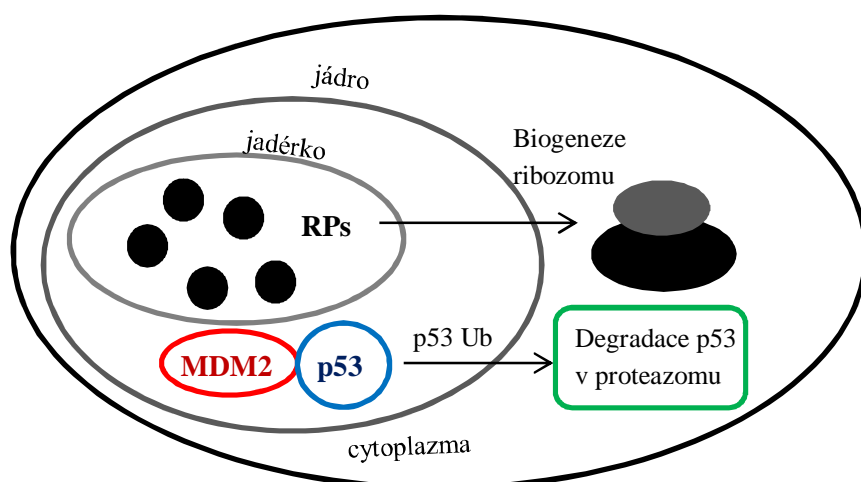 jádro
jadérko
Biogeneze
ribozomu
RPs
p53 Ub
MDM2
p53
Degradace p53
v proteazomu
cytoplazma